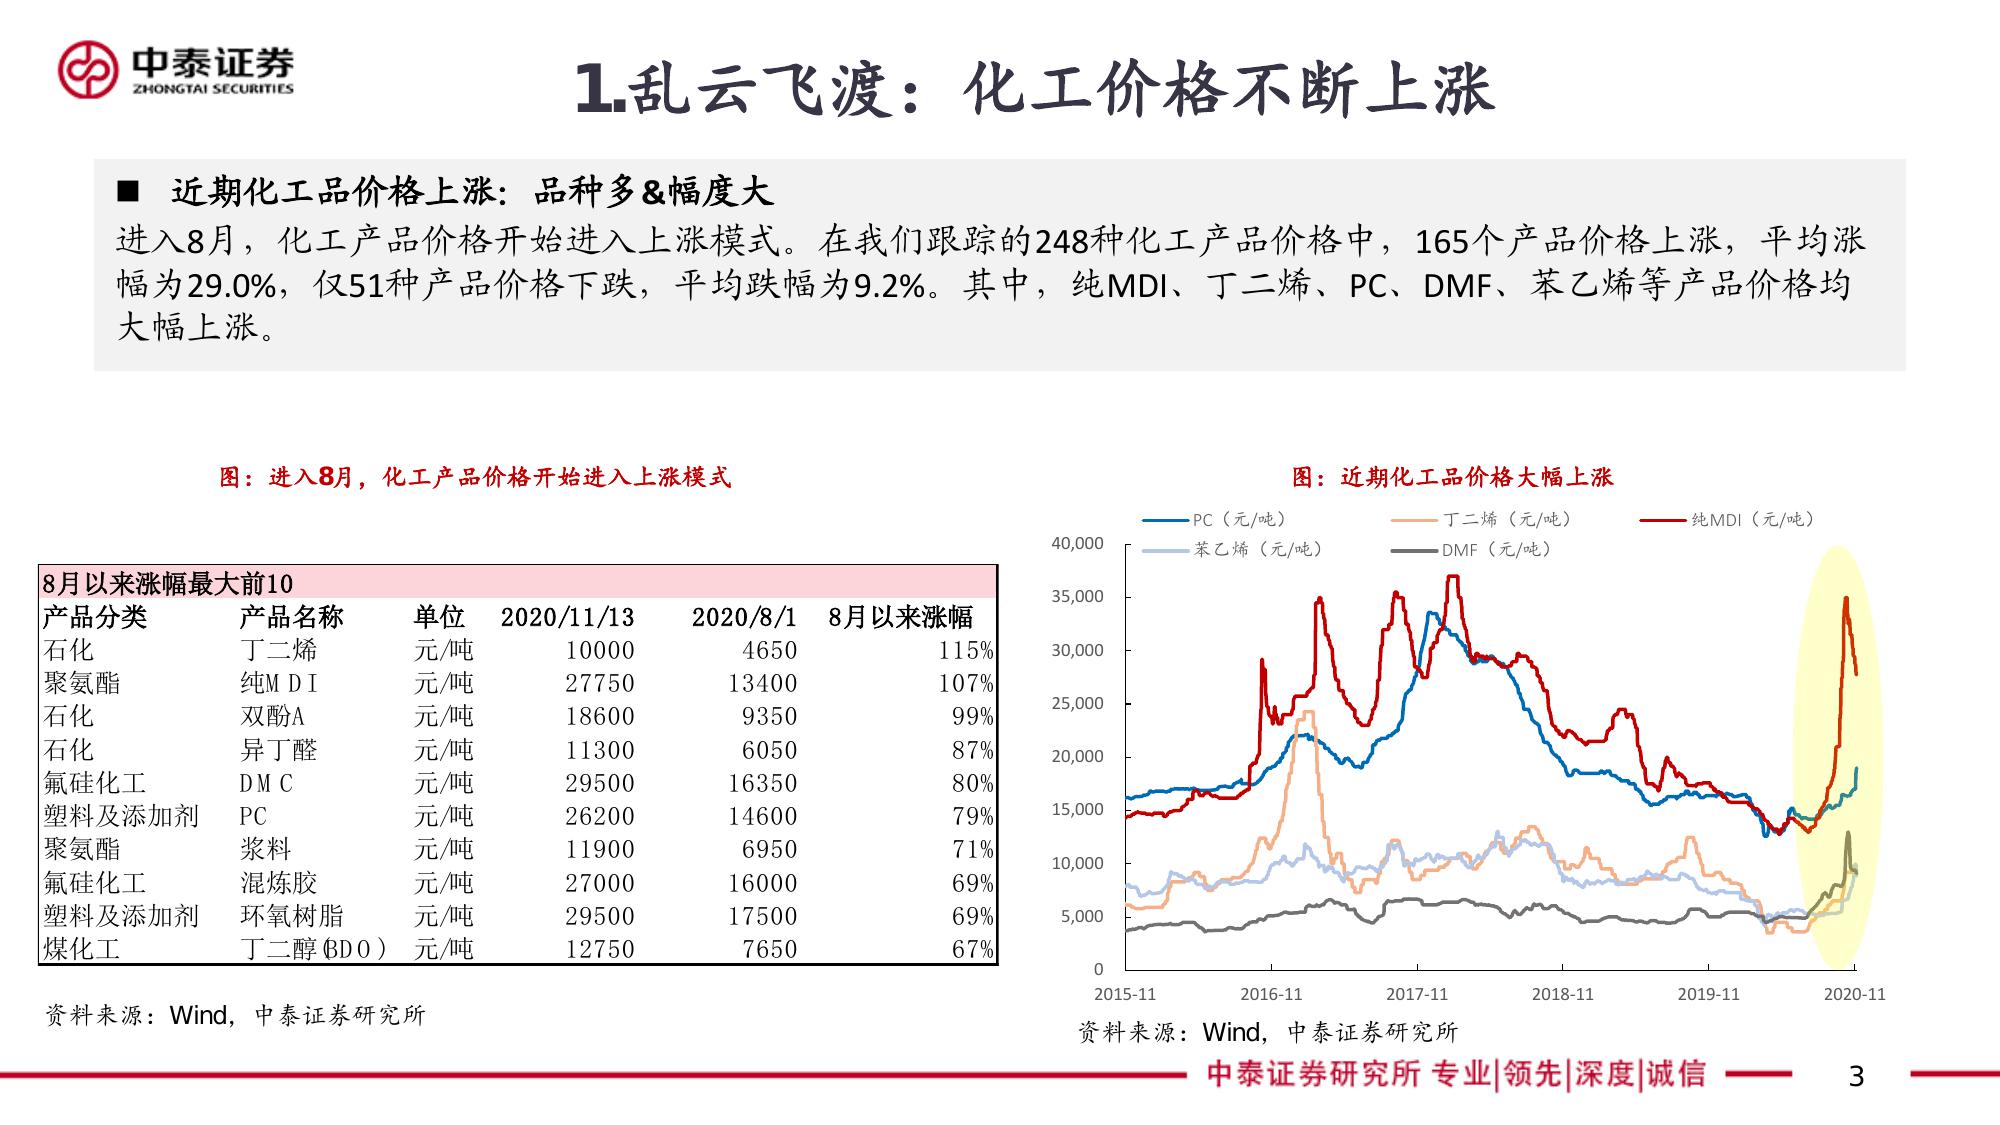 中泰证券
ZHONGTAI SECURITIES
1.乱云飞渡：化工价格不断上涨
■ 近期化工品价格上涨：品种多&幅度大
进入8月，化工产品价格开始进入上涨模式。在我们跟踪的248种化工产品价格中，165个产品价格上涨，平均涨
幅为29.0%，仅51种产品价格下跌，平均跌幅为9.2%。其中，纯MDI、丁二烯、PC、DMF、苯乙烯等产品价格均
大幅上涨。
图：进入8月，化工产品价格开始进入上涨模式
8月以来涨幅最大前10
产品分类 产品名称 单位 2020/11/13 2020/8/1 8月以来涨幅
石化 丁二烯 元/吨 10000 4650 115%
聚氨酯 纯MDI 元/吨 27750 13400 107%
石化 双酚A 元/吨 18600 9350 99%
石化 异丁醛 元/吨 11300 6050 87%
氟硅化工 DMC 元/吨 29500 16350 80%
塑料及添加剂 PC 元/吨 26200 14600 79%
聚氨酯 浆料 元/吨 11900 6950 71%
氟硅化工 混炼胶 元/吨 27000 16000 69%
塑料及添加剂 环氧树脂 元/吨 29500 17500 69%
煤化工 丁二醇(BDO) 元/吨 12750 7650 67%
资料来源：Wind，中泰证券研究所
图：近期化工品价格大幅上涨
PC（元/吨） 丁二烯（元/吨） 纯MDI（元/吨）
苯乙烯（元/吨） DMF（元/吨）
40,000
35,000
30,000
25,000
20,000
15,000
10,000
5,000
0
2015-11 2016-11 2017-11 2018-11 2019-11 2020-11
资料来源：Wind，中泰证券研究所
中泰证券研究所 专业|领先|深度|诚信
3